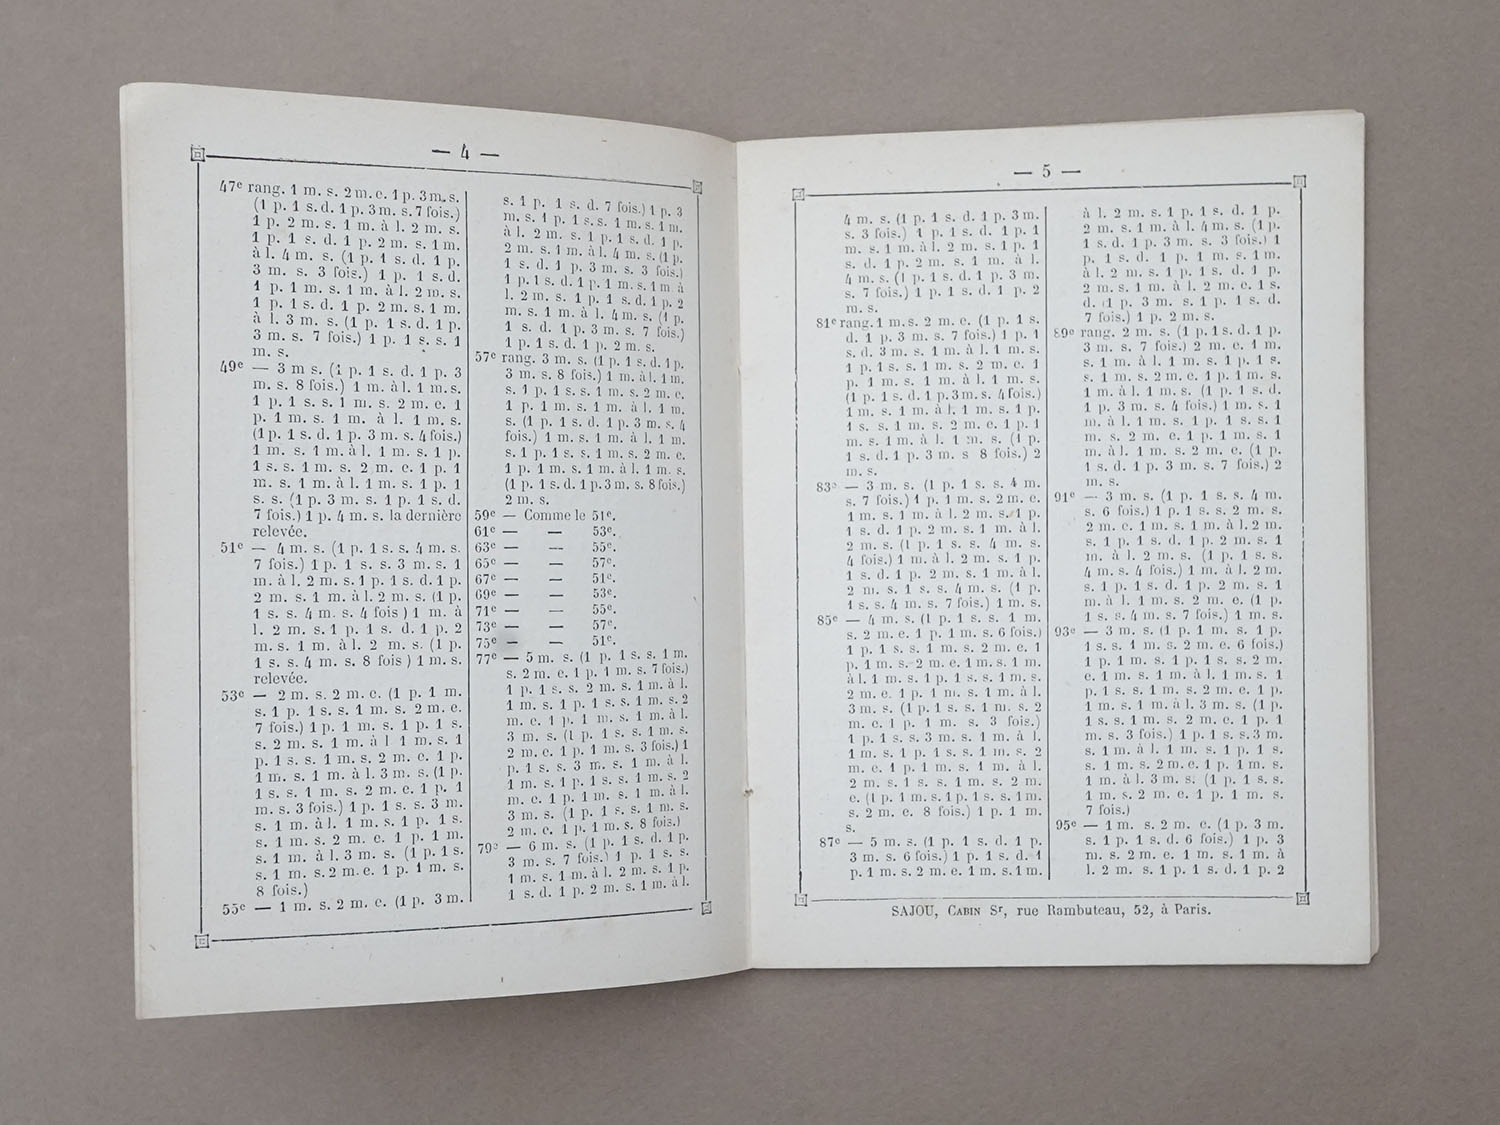 — 4 —
47e rang. 1 m. s. 2 m. e. 1 p. 3 m. s.
(1 p. 1 s. d. 1 p. 3 m. s. 7 fois.)
1 p. 2 m. s. 1 m. à l. 2 m. s.
1 p. 1 s. d. 1 p. 2 m. s. 1 m.
à l. 4 m. s. (1 p. 1 s. d. 1 p.
3 m. s. 3 fois.) 1 p. 1 s. d.
1 p. 1 m. s. 1 m. à l. 2 m. s.
1 p. 1 s. d. 1 p. 2 m. s. 1 m.
à l. 3 m. s. (1 p. 1 s. d. 1 p.
3 m. s. 7 fois.) 1 p. 1 s. s. 1
m. s.
49e — 3 m s. (1 p. 1 s. d. 1 p. 3
m. s. 8 fois.) 1 m. à l. 1 m. s.
1 p. 1 s. s. 1 m. s. 2 m. e. 1
p. 1 m. s. 1 m. à l. 1 m. s.
(1 p. 1 s. d. 1 p. 3 m. s. 4 fois.)
1 m. s. 1 m. à l. 1 m. s. 1 p.
1 s. s. 1 m. s. 2 m. e. 1 p. 1
m. s. 1 m. à l. 1 m. s. 1 p. 1
s. s. (1 p. 3 m. s. 1 p. 1 s. d.
7 fois.) 1 p. 4 m. s. la dernière
relevée.
51e — 4 m. s. (1 p. 1 s. s. 4 m. s.
7 fois.) 1 p. 1 s. s. 3 m. s. 1
m. à l. 2 m. s. 1 p. 1 s. d. 1 p.
2 m. s. 1 m. à l. 2 m. s. (1 p.
1 s. s. 4 m. s. 4 fois) 1 m. à
l. 2 m. s. 1 p. 1 s. d. 1 p. 2
m. s. 1 m. à l. 2 m. s. (1 p.
1 s. s. 4 m. s. 8 fois) 1 m. s.
relevée.
53e — 2 m. s. 2 m. e. (1 p. 1 m.
s. 1 p. 1 s. s. 1 m. s. 2 m. e.
7 fois.) 1 p. 1 m. s. 1 p. 1 s.
s. 2 m. s. 1 m. à l 1 m. s. 1
p. 1 s. s. 1 m. s. 2 m. e. 1 p.
1 m. s. 1 m. à l. 3 m. s. (1 p.
1 s. s. 1 m. s. 2 m. e. 1 p. 1
m. s. 3 fois.) 1 p. 1 s. s. 3 m.
s. 1 m. à l. 1 m. s. 1 p. 1 s.
s. 1 m. s. 2 m. e. 1 p. 1 m.
s. 1 m. à l. 3 m. s. (1 p. 1 s.
s. 1 m. s. 2 m. e. 1 p. 1 m. s.
8 fois.)
55e — 1 m. s. 2 m. e. (1 p. 3 m.
s. 1 p. 1 s. d. 7 fois.) 1 p. 3
m. s. 1 p. 1 s. s. 1 m. s. 1 m.
à l. 2 m. s. 1 p. 1 s. d. 1 p.
2 m. s. 1 m. à l. 4 m. s. (1 p.
1 s. d. 1 p. 3 m. s. 3 fois.)
1 p. 1 s. d. 1 p. 1 m. s. 1 m à
l. 2 m. s. 1 p. 1 s. d. 1 p. 2
m. s. 1 m. à l. 4 m. s. (1 p.
1 s. d. 1 p. 3 m. s. 7 fois.)
1 p. 1 s. d. 1 p. 2 m. s.
57e rang. 3 m. s. (1 p. 1 s. d. 1 p.
3 m. s. 8 fois.) 1 m. à l. 1 m.
s. 1 p. 1 s. s. 1 m. s. 2 m. e.
1 p. 1 m. s. 1 m. à l. 1 m.
s. (1 p. 1 s. d. 1 p. 3 m. s. 4
fois.) 1 m. s. 1 m. à l. 1 m.
s. 1 p. 1 s. s. 1 m. s. 2 m. e.
1 p. 1 m. s. 1 m. à l. 1 m. s.
(1 p. 1 s. d. 1 p. 3 m. s. 8 fois.)
2 m. s.
59e — Comme le 51e.
61e — — 53e.
63e — — 55e.
65e — — 57e.
67e — — 51e.
69e — — 53e.
71e — — 55e.
73e — — 57e.
75e — — 51e.
77e — 5 m. s. (1 p. 1 s. s. 1 m.
s. 2 m. e. 1 p. 1 m. s. 7 fois.)
1 p. 1 s. s. 2 m. s. 1 m. à l.
1 m. s. 1 p. 1 s. s. 1 m. s. 2
m. e. 1 p. 1 m. s. 1 m. à l.
3 m. s. (1 p. 1 s. s. 1 m. s.
2 m. e. 1 p. 1 m. s. 3 fois.) 1
p. 1 s. s. 3 m. s. 1 m. à l.
1 m. s. 1 p. 1 s. s. 1 m. s. 2
m. e. 1 p. 1 m. s. 1 m. à l.
3 m. s. (1 p. 1 s. s. 1 m. s.
2 m. e. 1 p. 1 m. s. 8 fois.)
79e — 6 m. s. (1 p. 1 s. d. 1 p.
3 m. s. 7 fois.) 1 p. 1 s. s.
1 m. s. 1 m. à l. 2 m. s. 1 p.
1 s. d. 1 p. 2 m. s. 1 m. à l.
— 5 —
4 m. s. (1 p. 1 s. d. 1 p. 3 m.
s. 3 fois.) 1 p. 1 s. d. 1 p. 1
m. s. 1 m. à l. 2 m. s. 1 p. 1
s. d. 1 p. 2 m. s. 1 m. à l.
4 m. s. (1 p. 1 s. d. 1 p. 3 m.
s. 7 fois.) 1 p. 1 s. d. 1 p. 2
m. s.
81e rang. 1 m. s. 2 m. e. (1 p. 1 s.
d. 1 p. 3 m. s. 7 fois.) 1 p. 1
s. d. 3 m. s. 1 m. à l. 1 m. s.
1 p. 1 s. s. 1 m. s. 2 m. e. 1
p. 1 m. s. 1 m. à l. 1 m. s.
(1 p. 1 s. d. 1 p. 3 m. s. 4 fois.)
1 m. s. 1 m. à l. 1 m. s. 1 p.
1 s. s. 1 m. s. 2 m. e. 1 p. 1
m. s. 1 m. à l. 1 m. s. (1 p.
1 s. d. 1 p. 3 m. s 8 fois.) 2
m. s.
83e — 3 m. s. (1 p. 1 s. s. 4 m.
s. 7 fois.) 1 p. 1 m. s. 2 m. e.
1 m. s. 1 m. à l. 2 m. s. 1 p.
1 s. d. 1 p. 2 m. s. 1 m. à l.
2 m. s. (1 p. 1 s. s. 4 m. s.
4 fois.) 1 m. à l. 2 m. s. 1 p.
1 s. d. 1 p. 2 m. s. 1 m. à l.
2 m. s. 1 s. s. 4 m. s. (1 p.
1 s. s. 4 m. s. 7 fois.) 1 m. s.
85e — 4 m. s. (1 p. 1 s. s. 1 m.
s. 2 m. e. 1 p. 1 m. s. 6 fois.)
1 p. 1 s. s. 1 m. s. 2 m. e. 1
p. 1 m. s. 2 m. e. 1 m. s. 1 m.
à l. 1 m. s. 1 p. 1 s. s. 1 m. s.
2 m. e. 1 p. 1 m. s. 1 m. à l.
3 m. s. (1 p. 1 s. s. 1 m. s. 2
m. e. 1 p. 1 m. s. 3 fois.)
1 p. 1 s. s. 3 m. s. 1 m. à l.
1 m. s. 1 p. 1 s. s. 1 m. s. 2
m. e. 1 p. 1 m. s. 1 m. à l.
2 m. s. 1 s. s. 1 m. s. 2 m.
e. (1 p. 1 m. s. 1 p. 1 s. s. 1 m.
s. 2 m. e. 8 fois.) 1 p. 1 m.
s.
87e — 5 m. s. (1 p. 1 s. d. 1 p.
3 m. s. 6 fois.) 1 p. 1 s. d. 1
p. 1 m. s. 2 m. e. 1 m. s. 1 m.
à l. 2 m. s. 1 p. 1 s. d. 1 p.
2 m. s. 1 m. à l. 4 m. s. (1 p.
1 s. d. 1 p. 3 m. s. 3 fois.) 1
p. 1 s. d. 1 p. 1 m. s. 1 m.
à l. 2 m. s. 1 p. 1 s. d. 1 p.
2 m. s. 1 m. à l. 2 m. e. 1 s.
d. (1 p. 3 m. s. 1 p. 1 s. d.
7 fois.) 1 p. 2 m. s.
89e rang. 2 m. s. (1 p. 1 s. d. 1 p.
3 m. s. 7 fois.) 2 m. e. 1 m.
s. 1 m. à l. 1 m. s. 1 p. 1 s.
s. 1 m. s. 2 m. e. 1 p. 1 m. s.
1 m. à l. 1 m. s. (1 p. 1 s. d.
1 p. 3 m. s. 4 fois.) 1 m. s. 1
m. à l. 1 m. s. 1 p. 1 s. s. 1
m. s. 2 m. e. 1 p. 1 m. s. 1
m. à l. 1 m. s. 2 m. e. (1 p.
1 s. d. 1 p. 3 m. s. 7 fois.) 2
m. s.
91e — 3 m. s. (1 p. 1 s. s. 4 m.
s. 6 fois.) 1 p. 1 s. s. 2 m. s.
2 m. e. 1 m. s. 1 m. à l. 2 m.
s. 1 p. 1 s. d. 1 p. 2 m. s. 1
m. à l. 2 m. s. (1 p. 1 s. s.
4 m. s. 4 fois.) 1 m. à l. 2 m.
s. 1 p. 1 s. d. 1 p. 2 m. s. 1
m. à l. 2 m. s. 2 m. e. (1 p.
1 s. s. 4 m. s. 7 fois.) 1 m. s.
93e — 3 m. s. (1 p. 1 m. s. 1 p.
1 s. s. 1 m. s. 2 m. e. 6 fois.)
1 p. 1 m. s. 1 p. 1 s. s. 2 m.
e. 1 m. s. 1 m. à l. 1 m. s. 1
p. 1 s. s. 1 m. s. 2 m. e. 1 p. 1
m. s. 1 m. à l. 3 m. s. (1 p.
1 s. s. 1 m. s. 2 m. e. 1 p. 1
m. s. 3 fois.) 1 p. 1 s. s. 3 m.
s. 1 m. à l. 1 m. s. 1 p. 1 s.
s. 1 m. s. 2 m. e. 1 p. 1 m. s.
1 m. à l. 3 m. s. (1 p. 1 s. s.
1 m. s. 2 m. e. 1 p. 1 m. s.
7 fois.)
95e — 1 m. s. 2 m. e. (1 p. 3 m.
s. 1 p. 1 s. d. 6 fois.) 1 p. 3
m. s. 2 m. e. 1 m. s. 1 m. à
l. 2 m. s. 1 p. 1 s. d. 1 p. 2
SAJOU, CABIN Sr, rue Rambuteau, 52, à Paris.